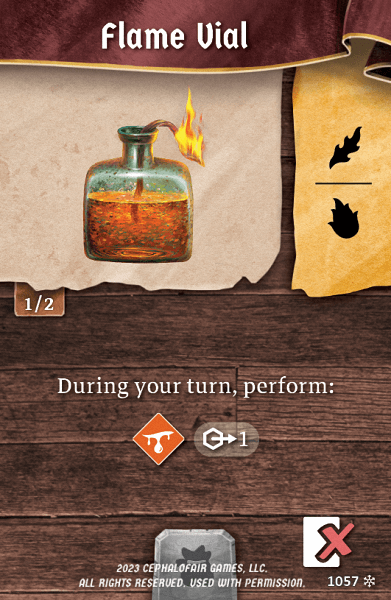 Flame Vial
1/2
During your turn, perform:
1
2023 CEPHALOFAIR GAMES, LLC.
ALL RIGHTS RESERVED. USED WITH PERMISSION.
1057